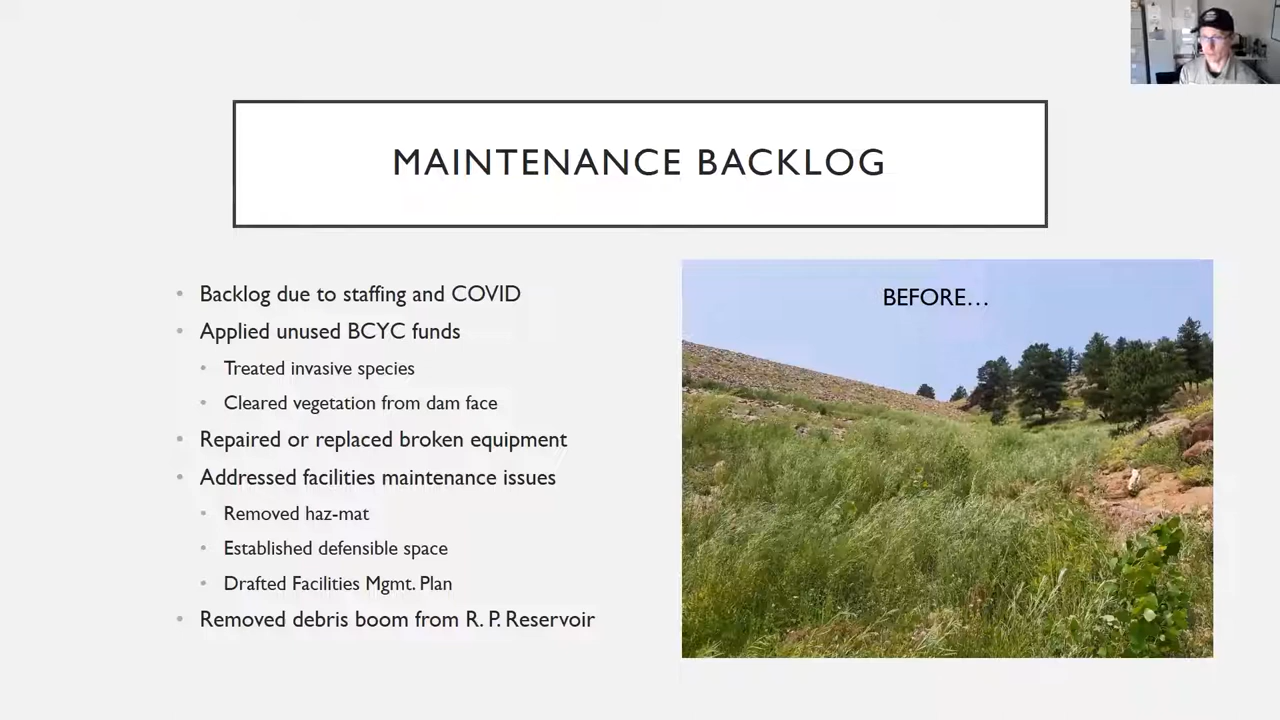 MAINTENANCE BACKLOG
Backlog due to staffing and COVID
Applied unused BCYC funds
Treated invasive species
Cleared vegetation from dam face
Repaired or replaced broken equipment
Addressed facilities maintenance issues
Removed haz-mat
Established defensible space
Drafted Facilities Mgmt. Plan
Removed debris boom from R. P. Reservoir
BEFORE…